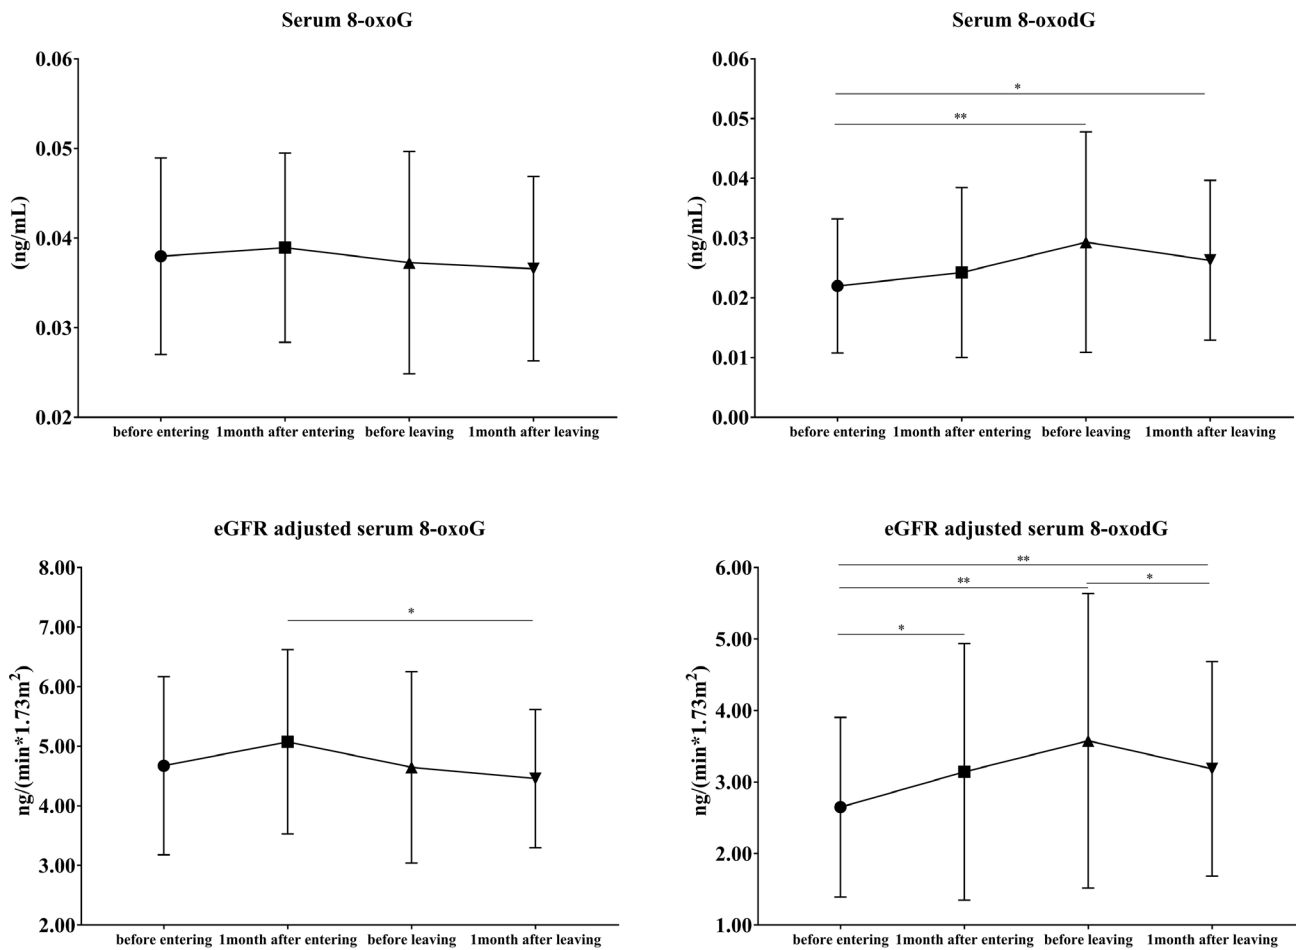 Serum 8-oxoG
0.06
0.05
0.04
0.03
0.02
(ng/mL)
before entering 1month after entering before leaving 1month after leaving
Serum 8-oxodG
0.06
0.05
0.04
0.03
0.02
0.01
0.00
(ng/mL)
*
**
before entering 1month after entering before leaving 1month after leaving
eGFR adjusted serum 8-oxoG
8.00
7.00
6.00
5.00
4.00
3.00
2.00
ng/(min*1.73m²)
*
before entering 1month after entering before leaving 1month after leaving
eGFR adjusted serum 8-oxodG
6.00
5.00
4.00
3.00
2.00
1.00
ng/(min*1.73m²)
**
**
*
*
before entering 1month after entering before leaving 1month after leaving